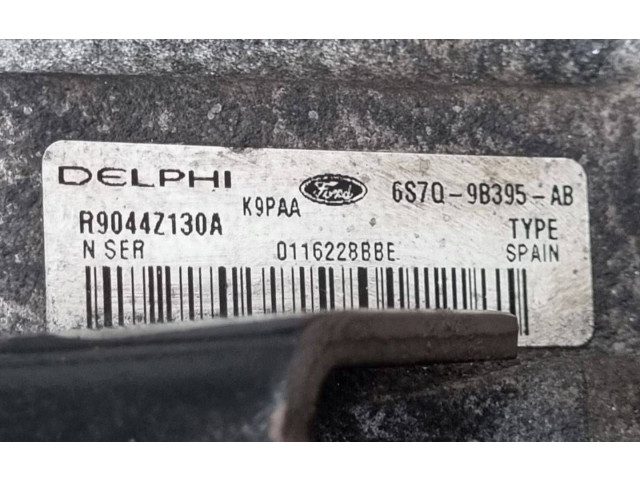 DELPHI K9PAA Ford 6S7Q-9B395-AB
R9044Z130A TYPE
N SER 0116228BBE SPAIN